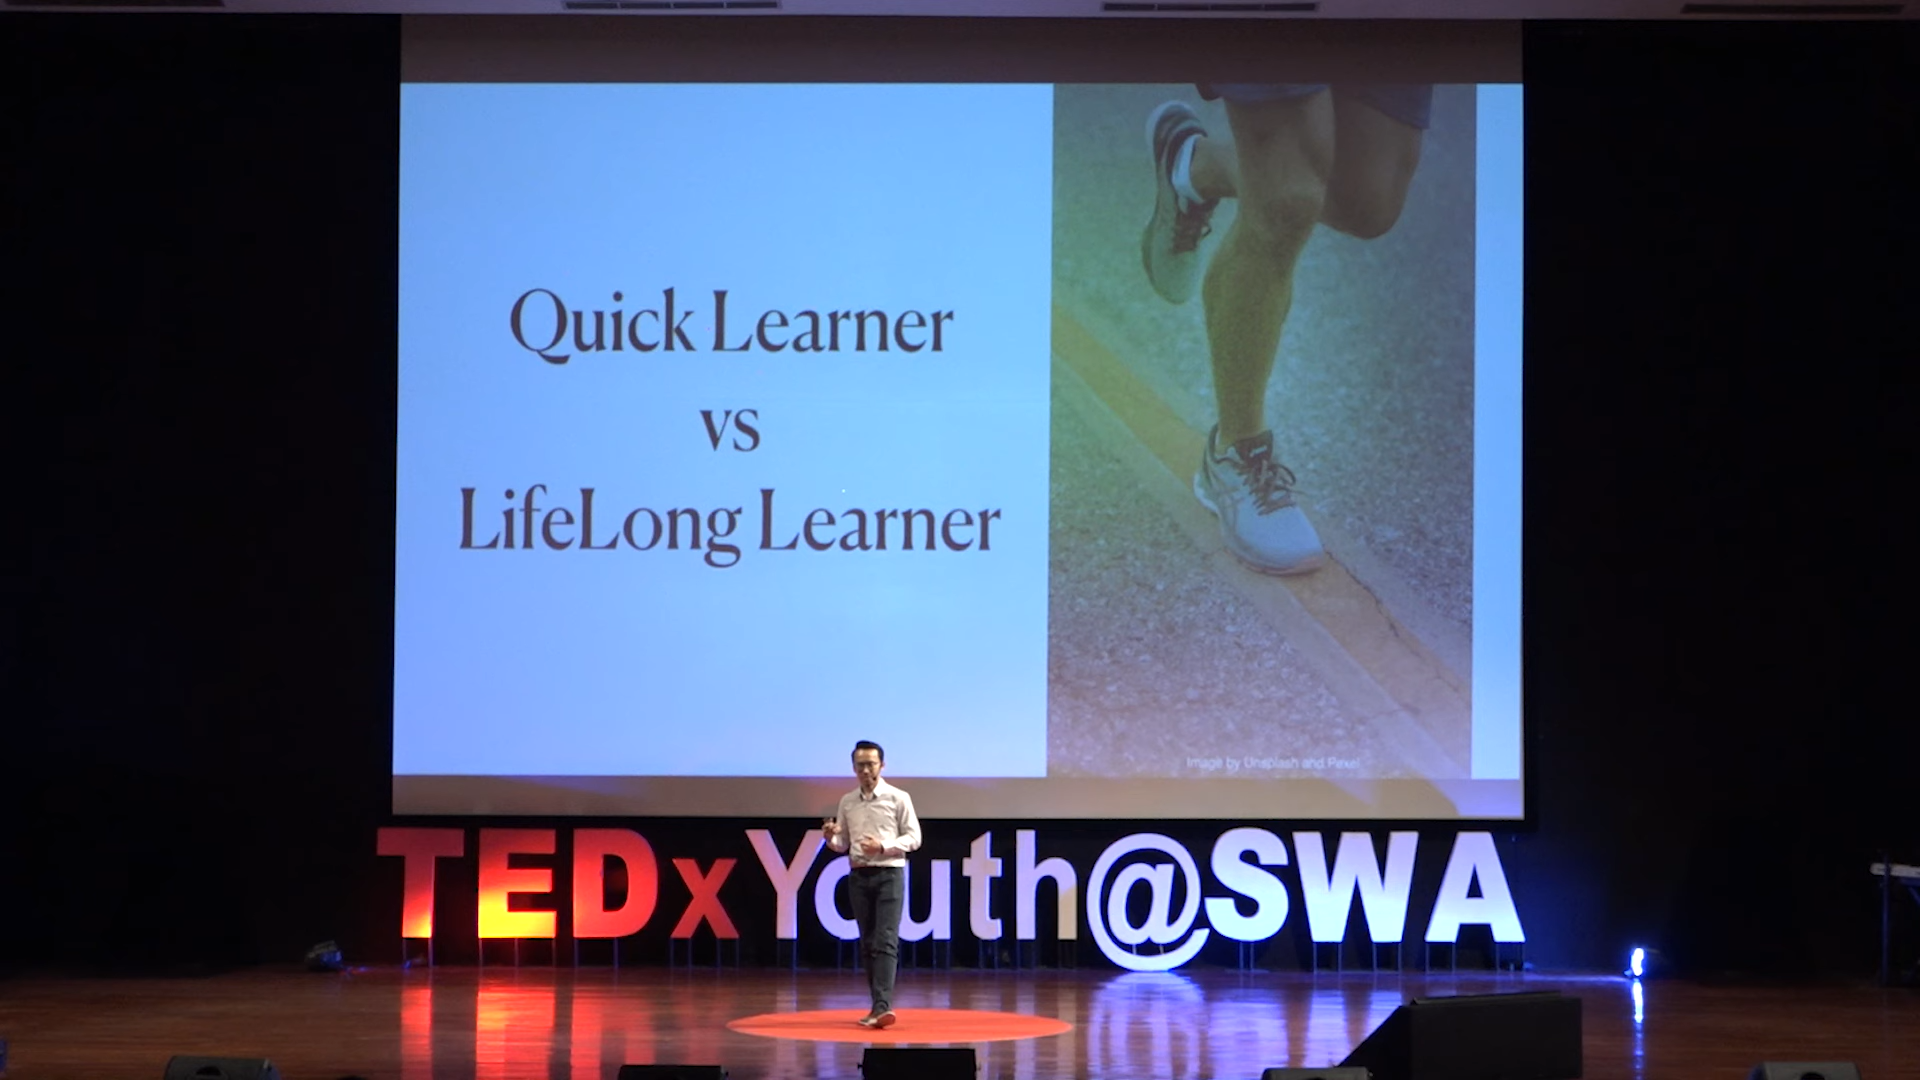 Quick Learner
vs
LifeLong Learner
Image by Unsplash and Pexel
TEDxYouth@SWA